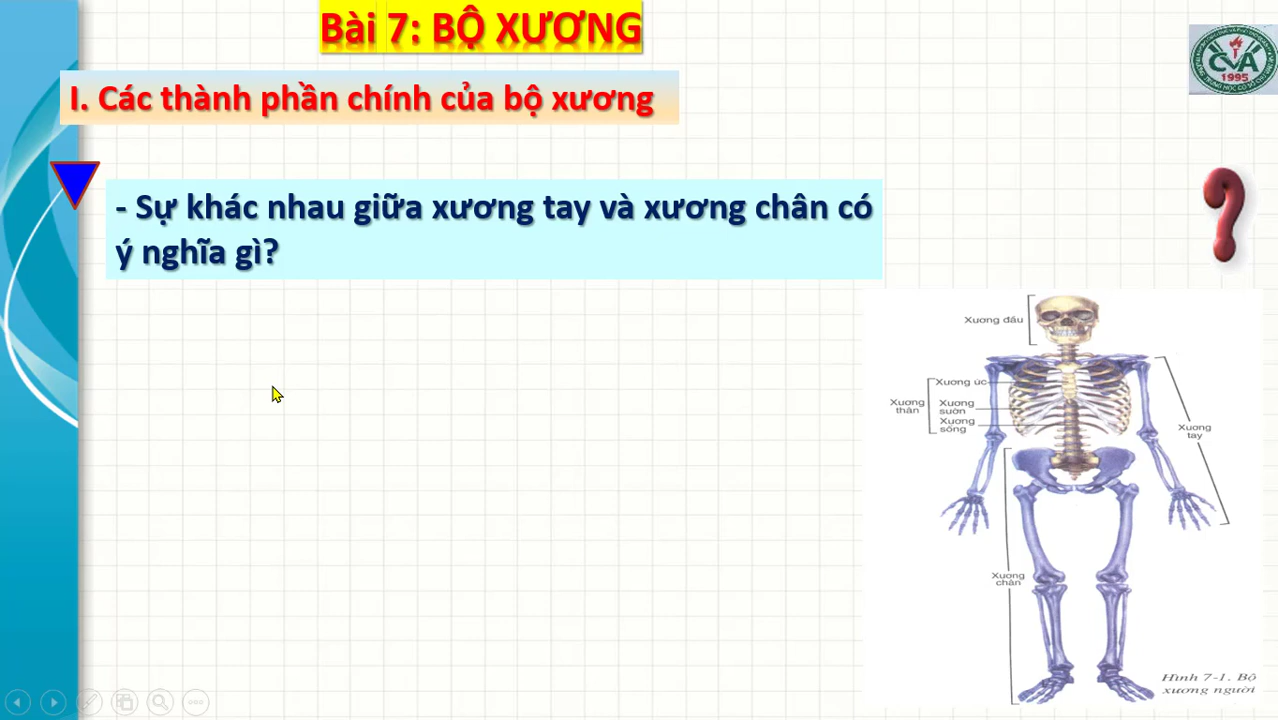 Bài 7: BỘ XƯƠNG
CVA
1995
I. Các thành phần chính của bộ xương
- Sự khác nhau giữa xương tay và xương chân có
ý nghĩa gì?
Xương đầu
Xương ức
Xương
thân
Xương
sườn
Xương
sống
Xương
tay
Xương
chân
Hình 7-1. Bộ
xương người